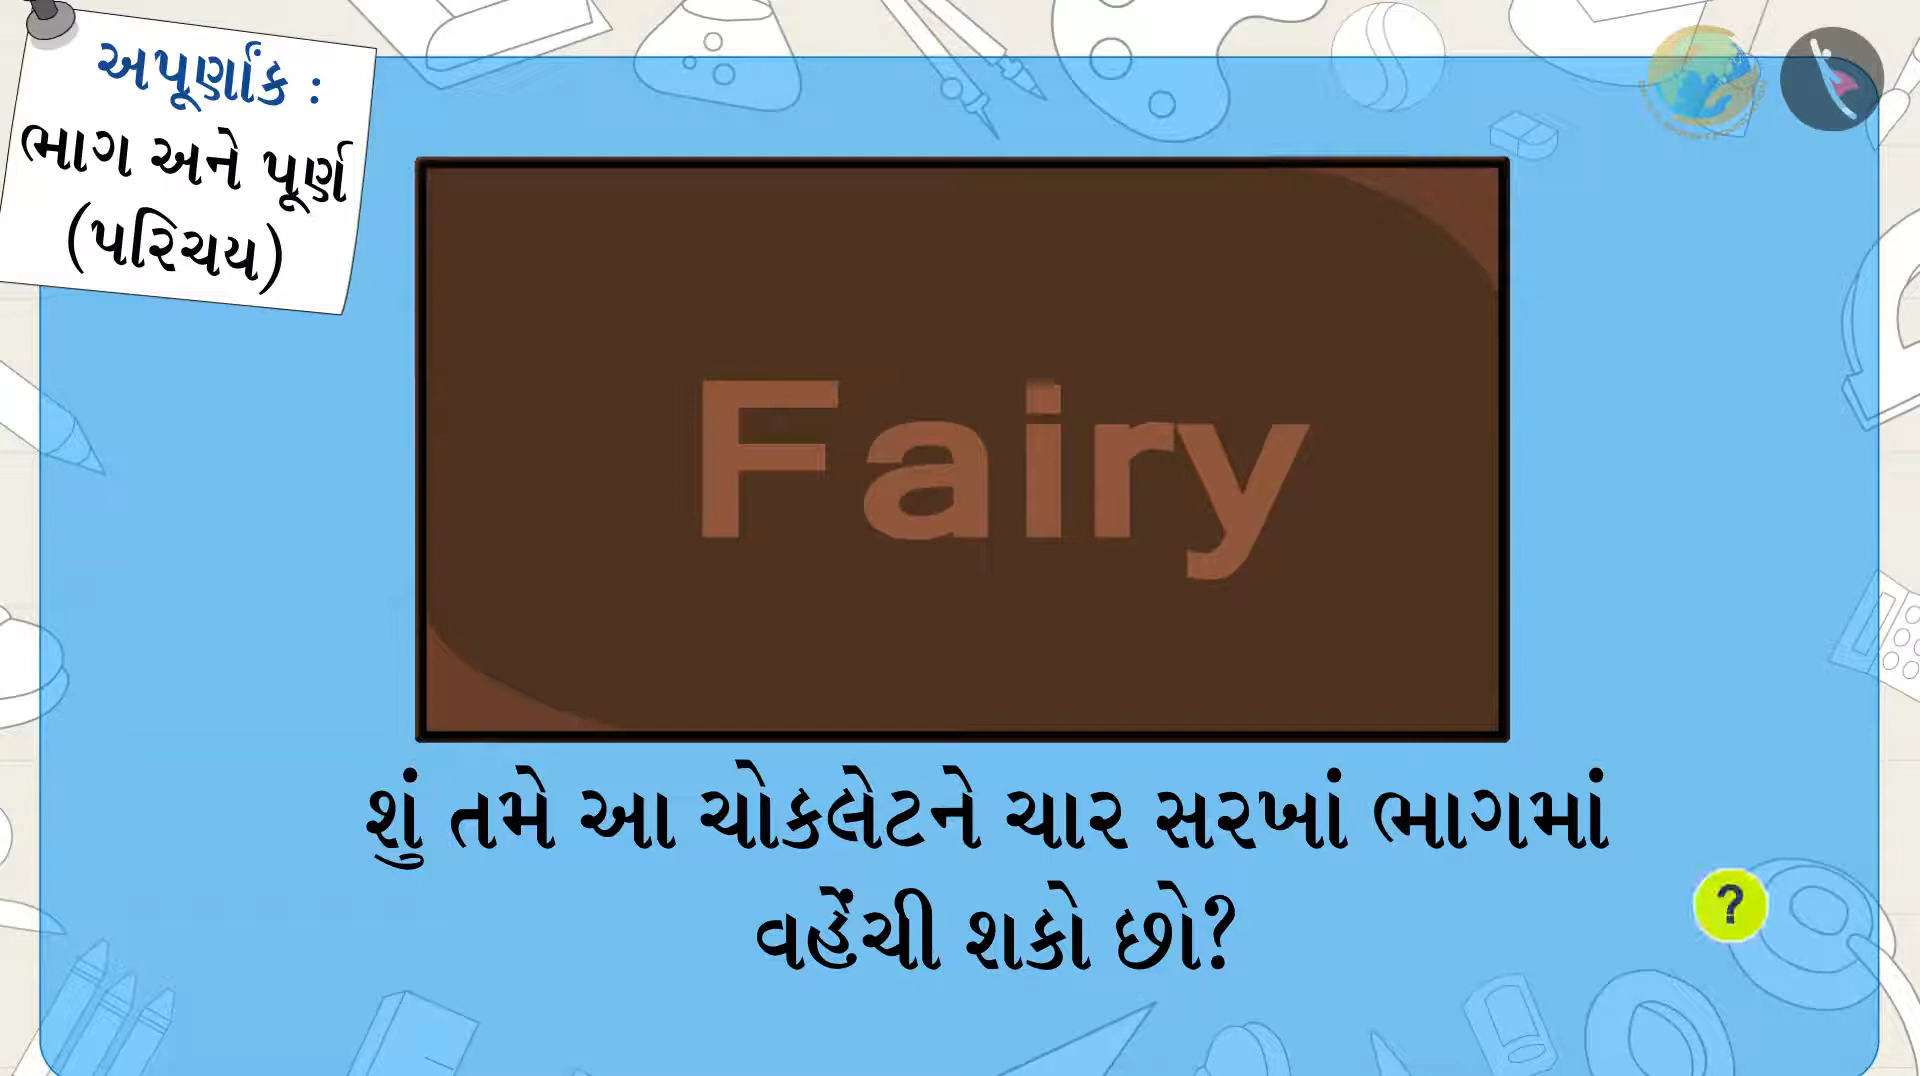 અપૂર્ણાંક :
ભાગ અને પૂર્ણ
(પરિચય)
Fairy
શું તમે આ ચોકલેટને ચાર સરખાં ભાગમાં
વહેંચી શકો છો?
?